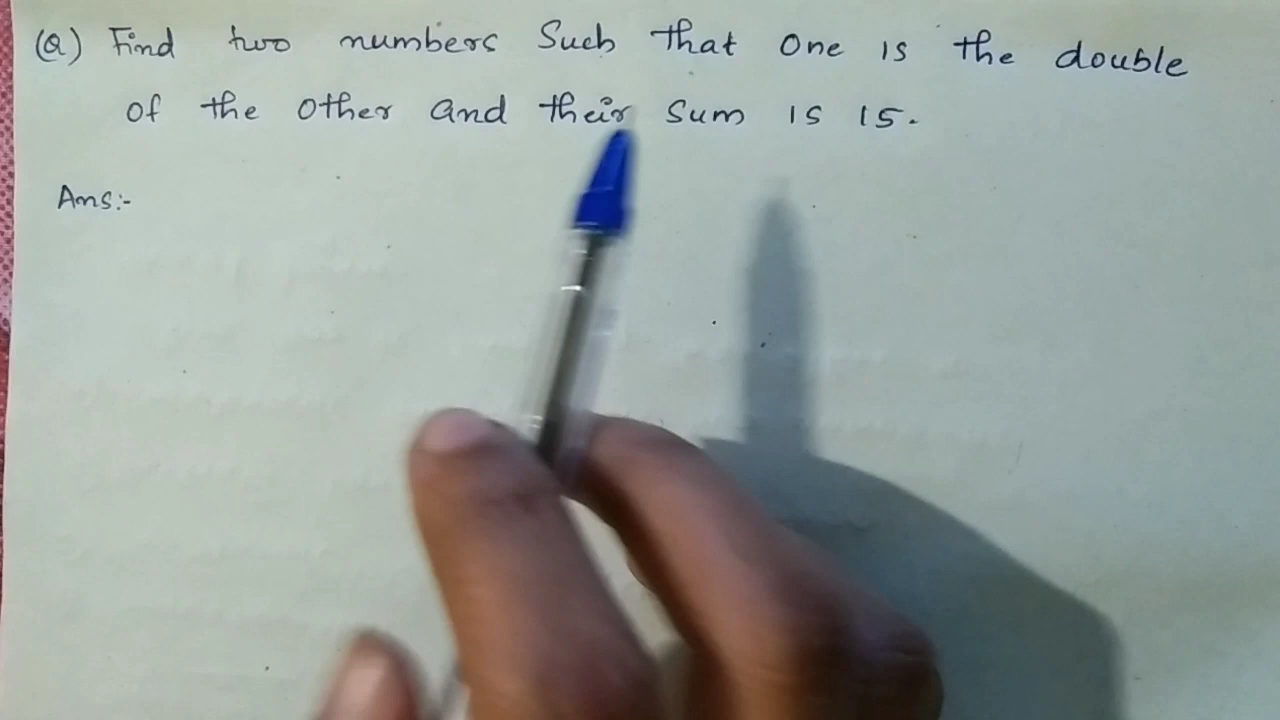 (Q) Find two numbers Such that one is the double
of the other and their sum is 15.
Ans:-